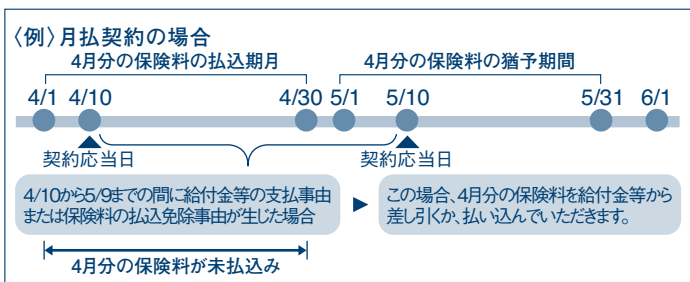 〈例〉月払契約の場合
4月分の保険料の払込期月
4月分の保険料の猶予期間
4/1 4/10 4/30 5/1 5/10 5/31 6/1
契約応当日
契約応当日
4/10から5/9までの間に給付金等の支払事由
または保険料の払込免除事由が生じた場合
この場合、4月分の保険料を給付金等から
差し引くか、払い込んでいただきます。
4月分の保険料が未払込み